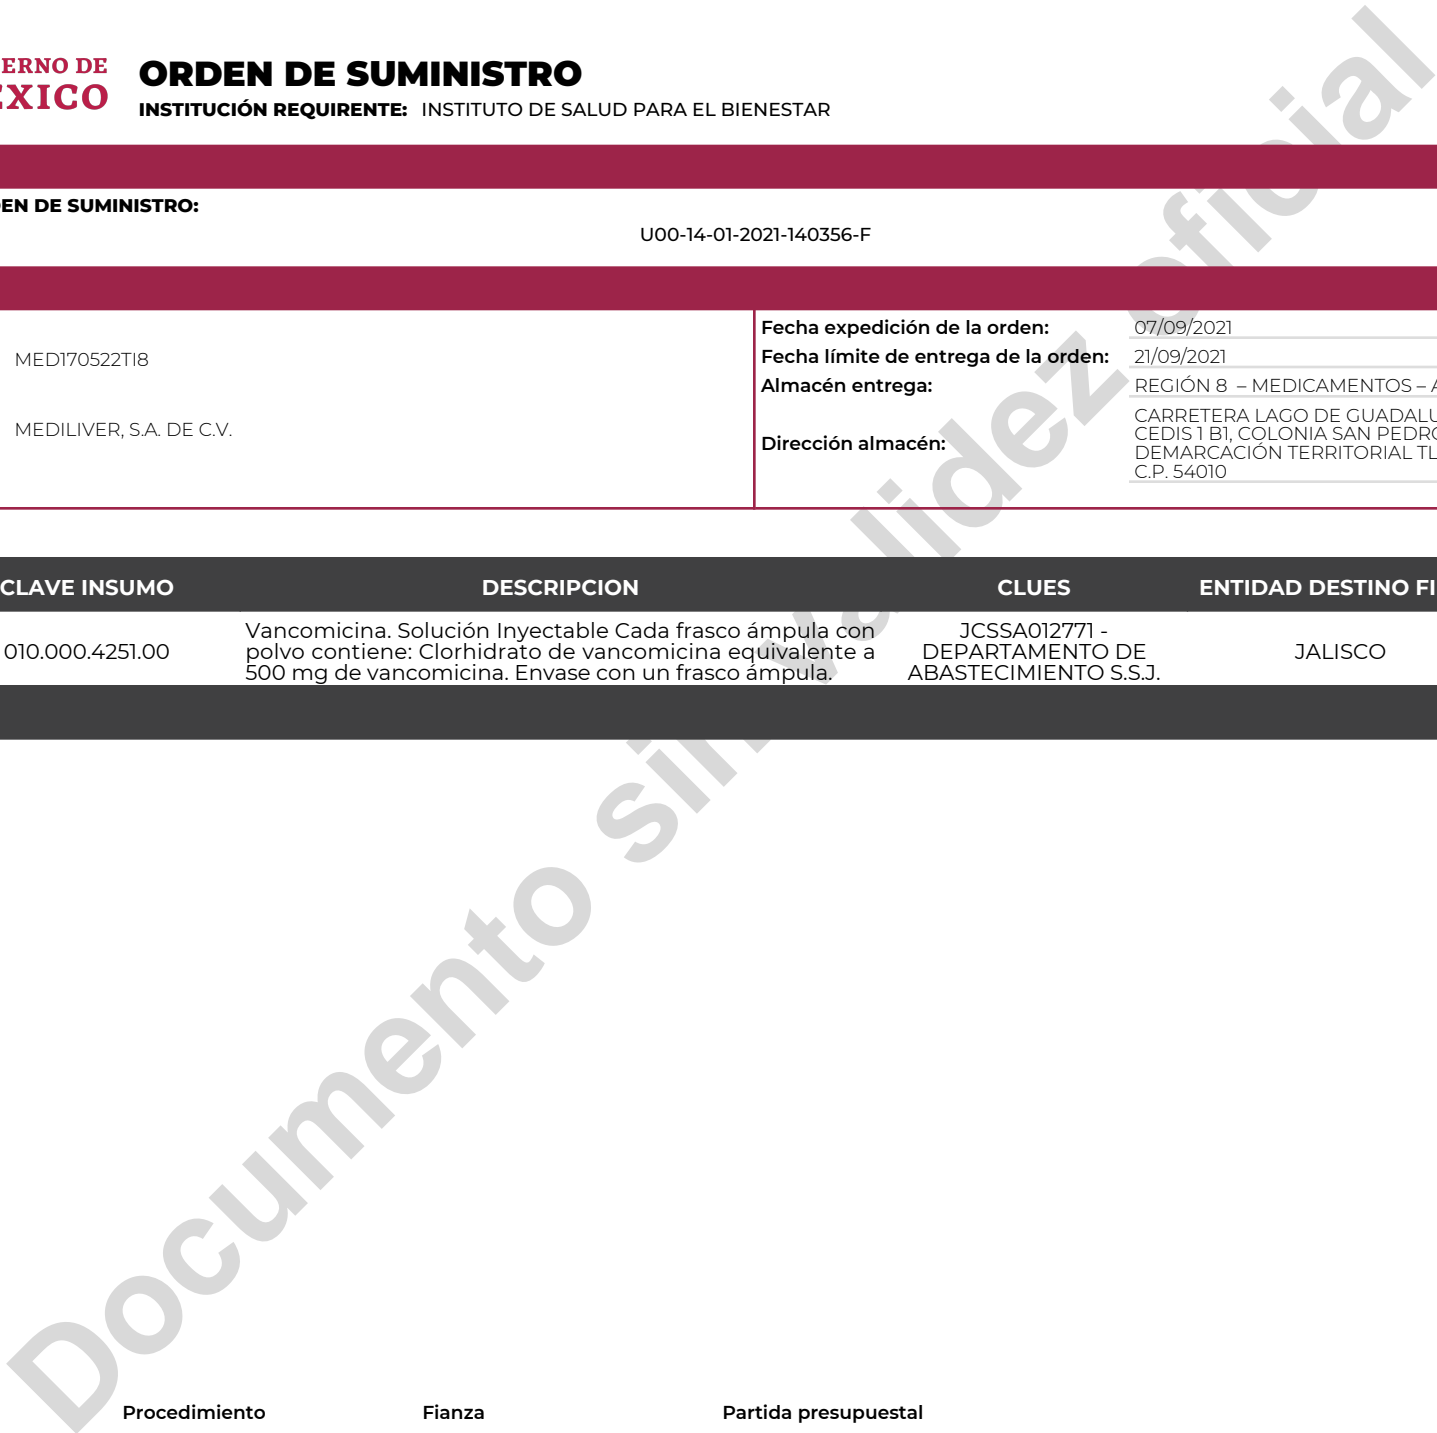 ERNO DE
EXICO
ORDEN DE SUMINISTRO
INSTITUCIÓN REQUIRENTE: INSTITUTO DE SALUD PARA EL BIENESTAR
EN DE SUMINISTRO:
U00-14-01-2021-140356-F
MED170522TI8
MEDILIVER, S.A. DE C.V.
Fecha expedición de la orden: 07/09/2021
Fecha límite de entrega de la orden: 21/09/2021
Almacén entrega: REGIÓN 8 – MEDICAMENTOS – A
Dirección almacén:
CARRETERA LAGO DE GUADALU
CEDIS 1 B1, COLONIA SAN PEDRO
DEMARCACIÓN TERRITORIAL TL
C.P. 54010
CLAVE INSUMO DESCRIPCION CLUES ENTIDAD DESTINO FI
010.000.4251.00
Vancomicina. Solución Inyectable Cada frasco ámpula con
polvo contiene: Clorhidrato de vancomicina equivalente a
500 mg de vancomicina. Envase con un frasco ámpula.
JCSSA012771 -
DEPARTAMENTO DE
ABASTECIMIENTO S.S.J.
JALISCO
Documento sin validez oficial
Procedimiento Fianza Partida presupuestal